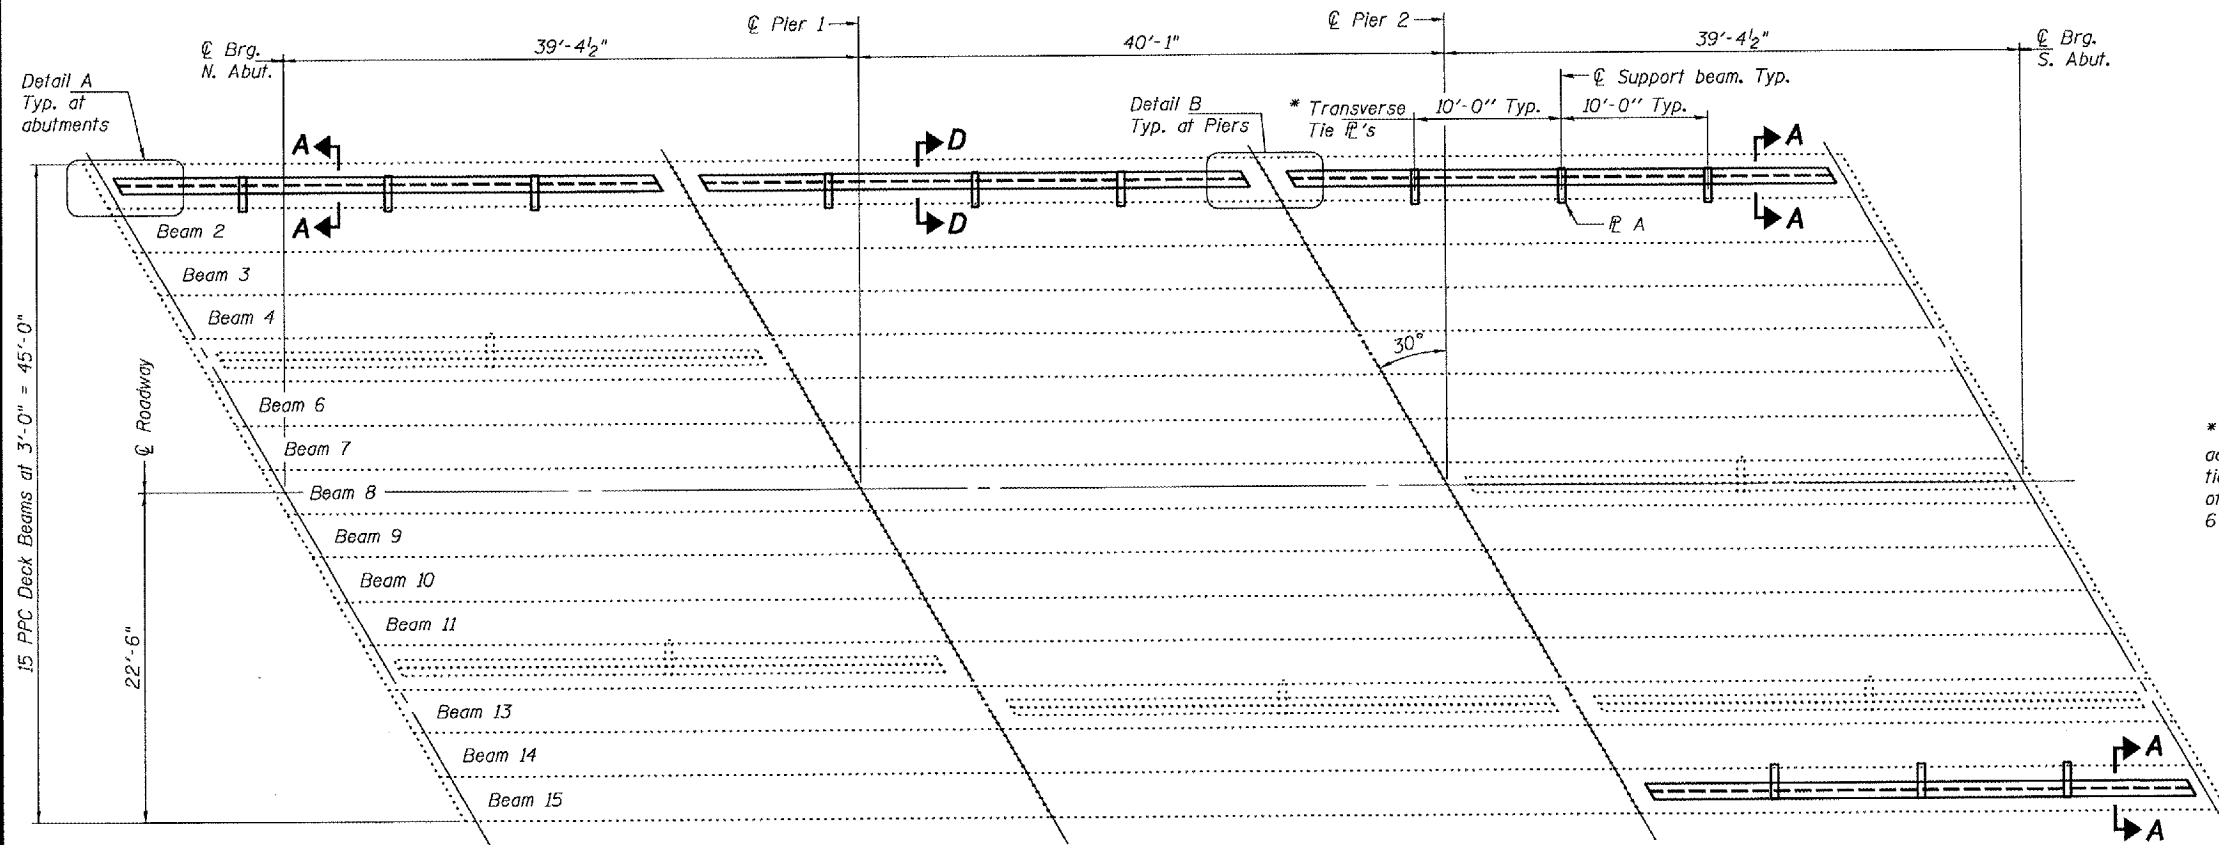 ℄ Pier 1
℄ Pier 2
℄ Brg.
N. Abut.
39'-4½"
40'-1"
39'-4½"
℄ Brg.
S. Abut.
Detail A
Typ. at
abutments
Detail B
Typ. at Piers
℄ Support beam. Typ.
* Transverse
Tie ⅊'s
10'-0" Typ.
10'-0" Typ.
A
D
A
A
D
A
⅊ A
Beam 2
Beam 3
Beam 4
30°
Beam 6
Beam 7
Beam 8
Beam 9
Beam 10
Beam 11
Beam 13
Beam 14
Beam 15
℄ Roadway
22'-6"
15 PPC Deck Beams at 3'-0" = 45'-0"
A
A
*
6